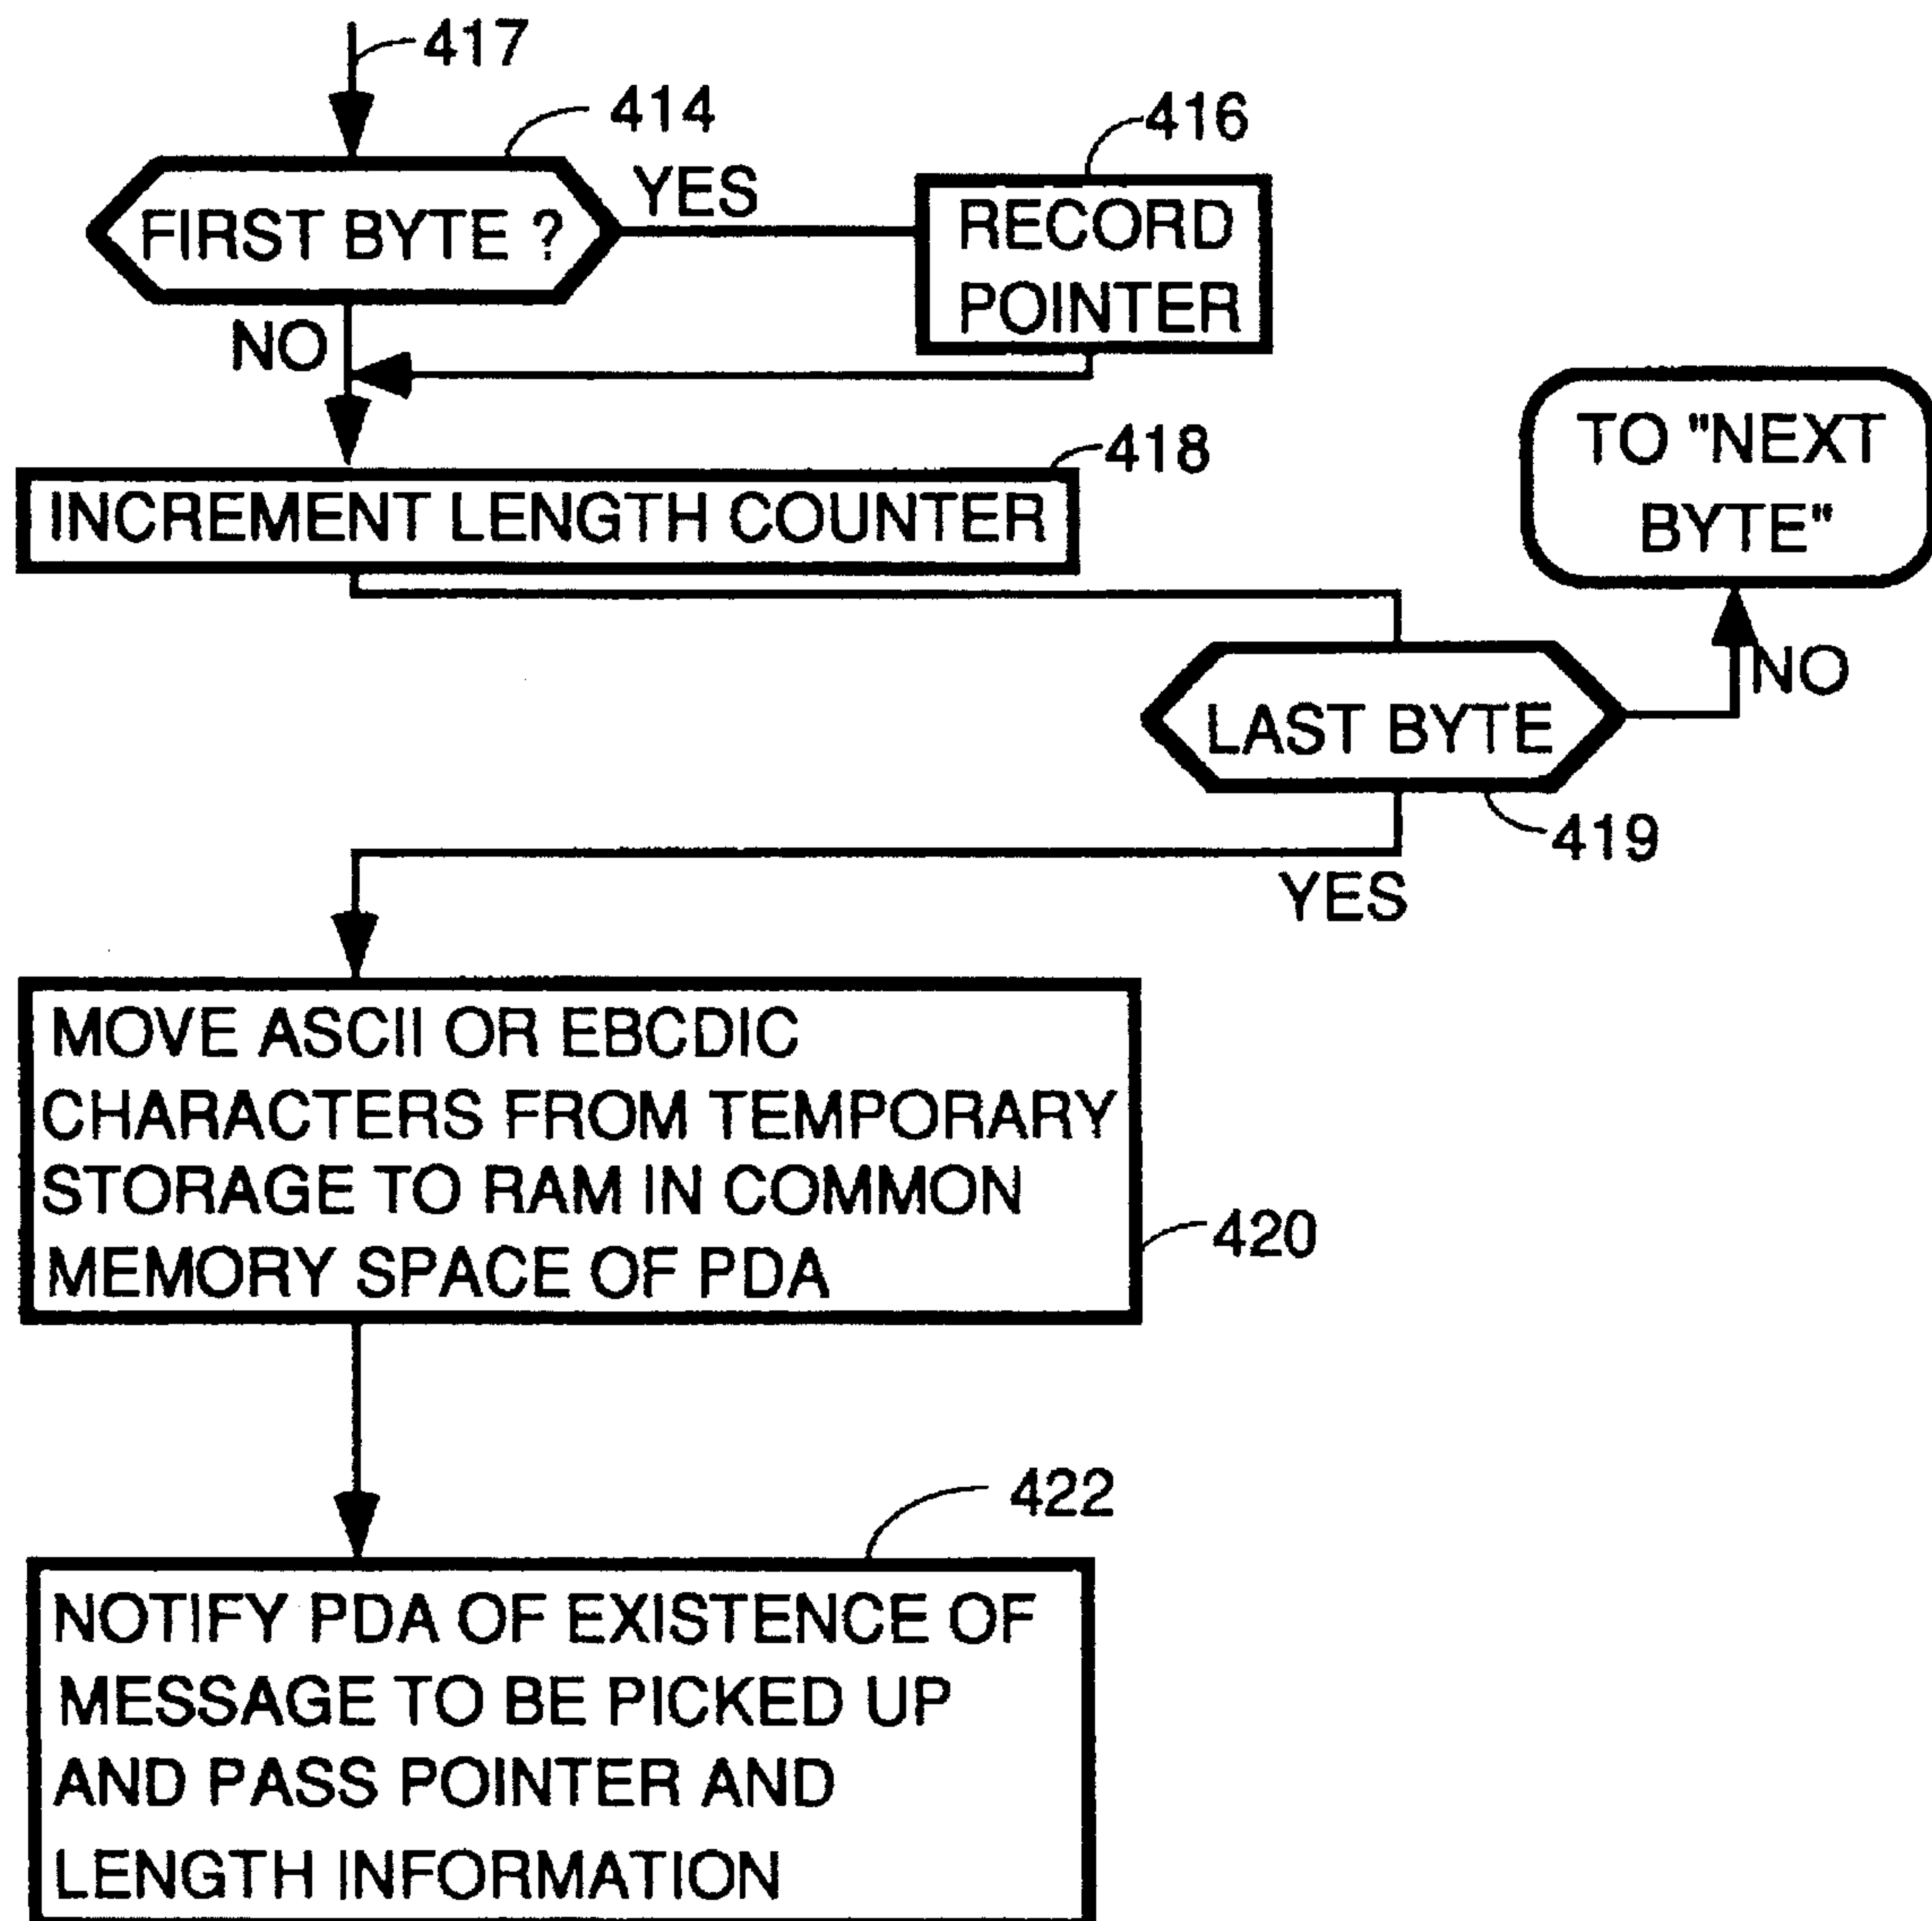 417
414
416
YES
FIRST BYTE ?
RECORD
POINTER
NO
TO "NEXT
BYTE"
418
INCREMENT LENGTH COUNTER
NO
LAST BYTE
419
YES
MOVE ASCII OR EBCDIC
CHARACTERS FROM TEMPORARY
STORAGE TO RAM IN COMMON
MEMORY SPACE OF PDA
420
422
NOTIFY PDA OF EXISTENCE OF
MESSAGE TO BE PICKED UP
AND PASS POINTER AND
LENGTH INFORMATION